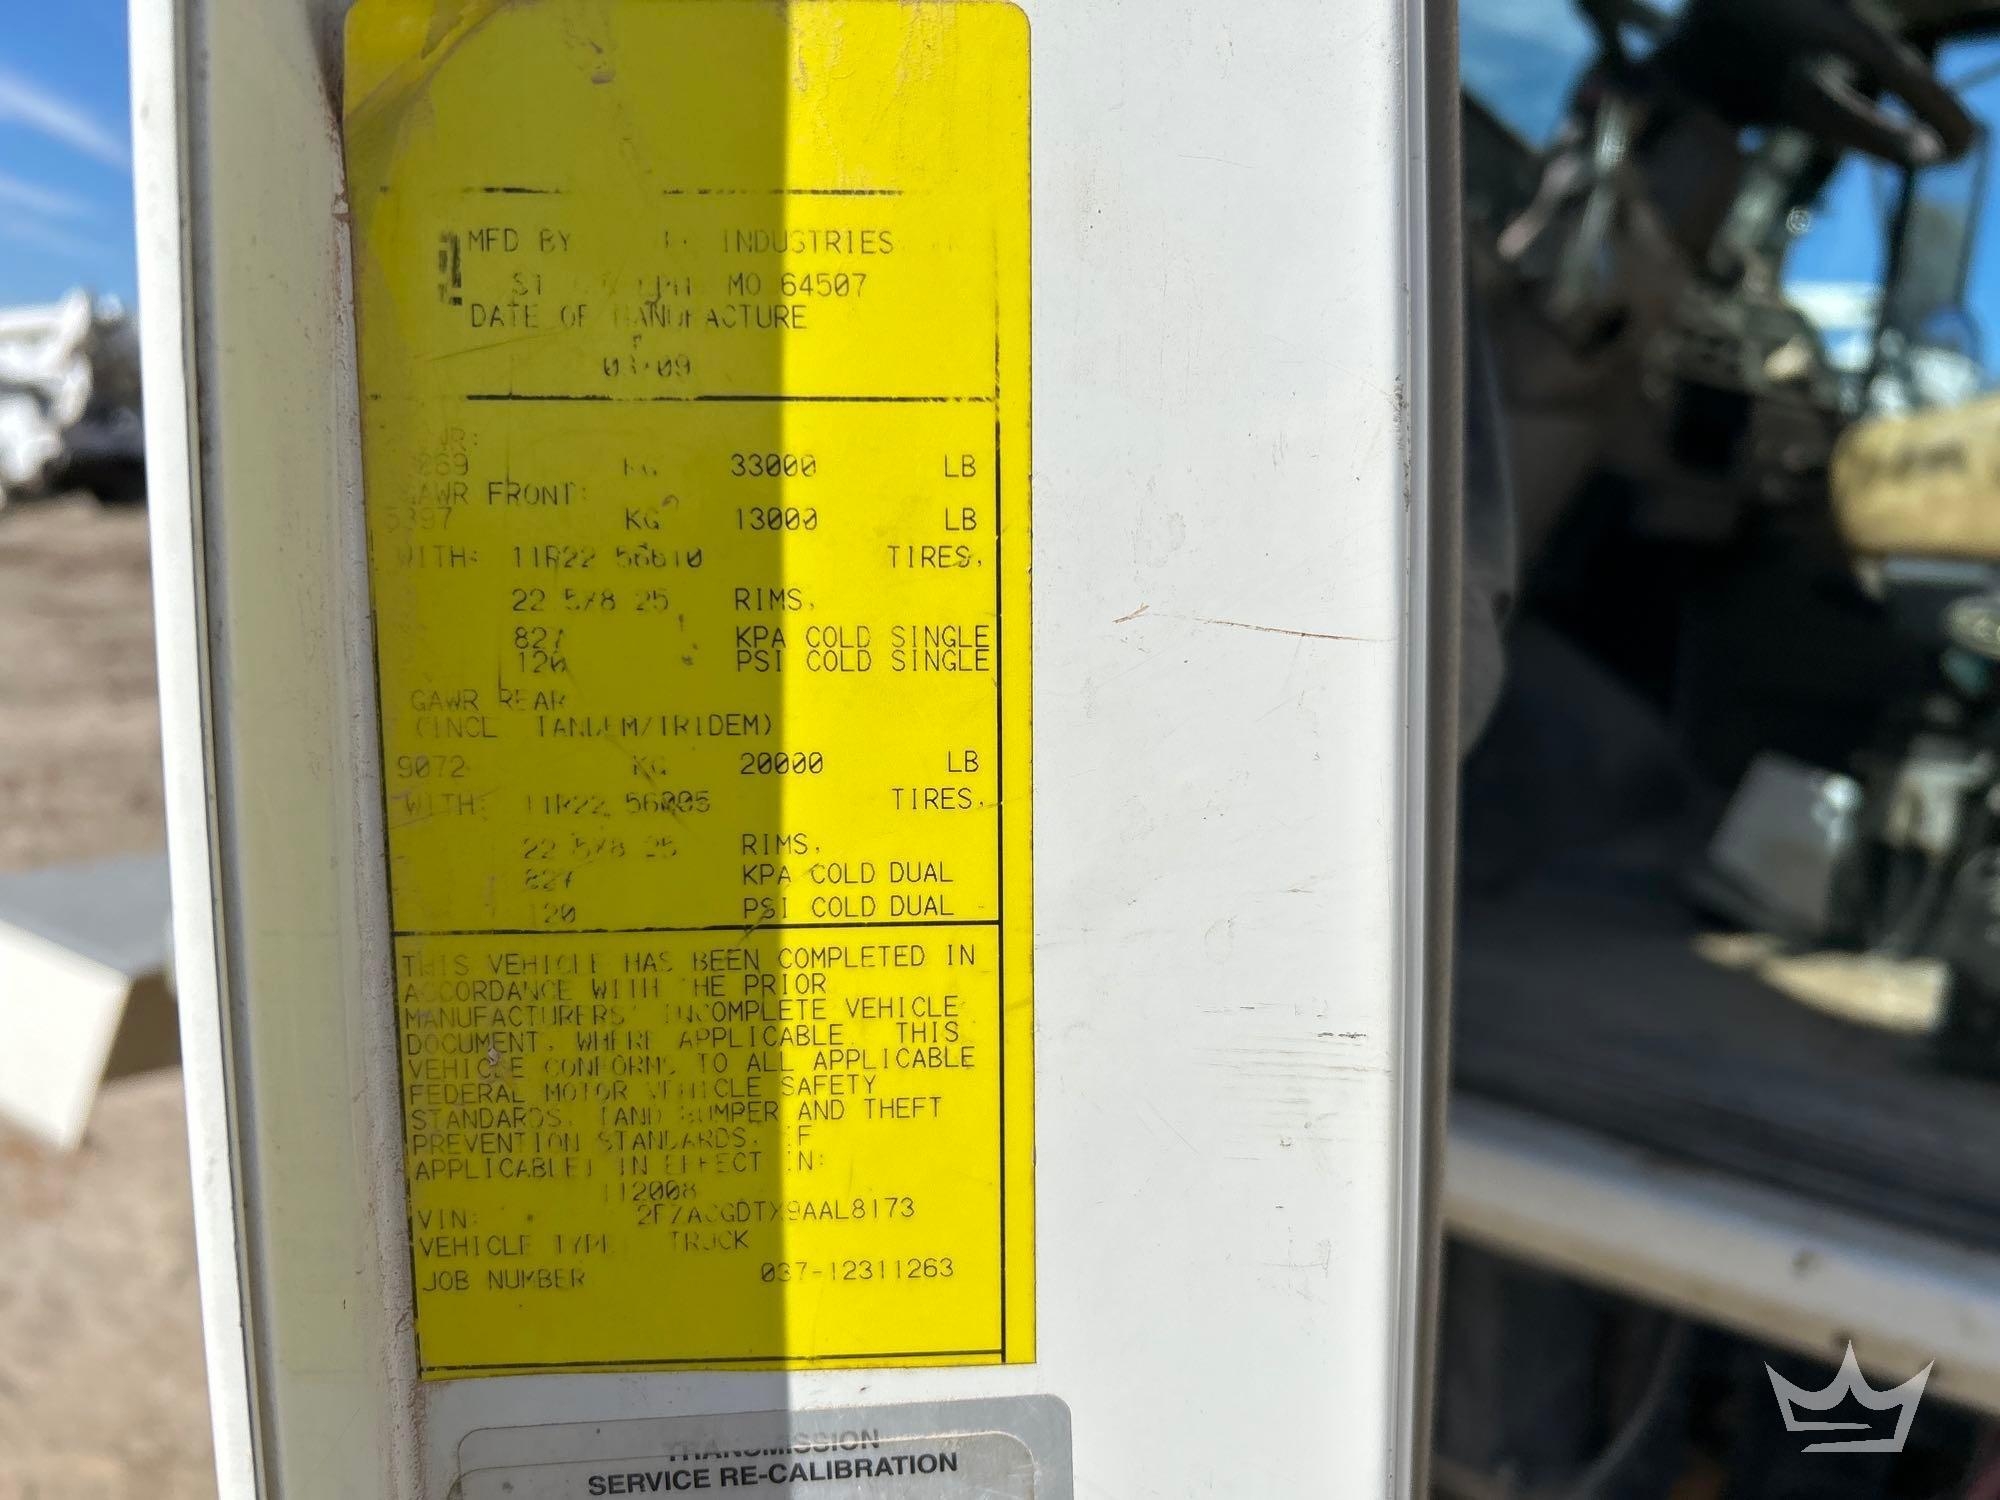 MFD BY INDUSTRIES
MO 64507
DATE OF MANUFACTURE
KG 33000 LB
GAWR FRONT:
5397 KG 13000 LB
WITH: 11R22 56610 TIRES,
22 5X8 25 RIMS,
827 KPA COLD SINGLE
120 PSI COLD SINGLE
GAWR REAR
(INCL TANDEM/TRIDEM)
9072 KG 20000 LB
WITH: 11R22 56005 TIRES,
22 5X8 25 RIMS,
827 KPA COLD DUAL
120 PSI COLD DUAL
THIS VEHICLE HAS BEEN COMPLETED IN
ACCORDANCE WITH THE PRIOR
MANUFACTURERS' INCOMPLETE VEHICLE
DOCUMENT, WHERE APPLICABLE. THIS
VEHICLE CONFORMS TO ALL APPLICABLE
FEDERAL MOTOR VEHICLE SAFETY
STANDARDS, [AND BUMPER AND THEFT
PREVENTION STANDARDS, IF
APPLICABLE] IN EFFECT IN:
112008
VIN:
VEHICLE TYPE TRUCK
JOB NUMBER 037-12311263
TRANSMISSION
SERVICE RE-CALIBRATION